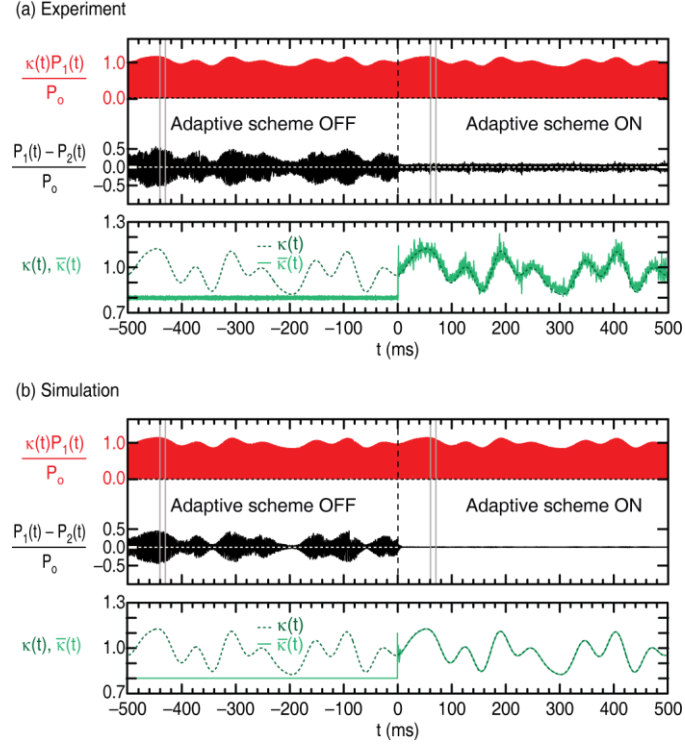 (a) Experiment
κ(t)P₁(t)
Pₒ
1.0
0.0
Adaptive scheme OFF
Adaptive scheme ON
P₁(t) – P₂(t)
Pₒ
0.5
0.0
–0.5
κ(t), κ̅(t)
1.3
1.0
0.7
κ(t)
κ̅(t)
–500 –400 –300 –200 –100 0 100 200 300 400 500
t (ms)
(b) Simulation
κ(t)P₁(t)
Pₒ
1.0
0.0
Adaptive scheme OFF
Adaptive scheme ON
P₁(t) – P₂(t)
Pₒ
0.5
0.0
–0.5
κ(t), κ̅(t)
1.3
1.0
0.7
κ(t)
κ̅(t)
–500 –400 –300 –200 –100 0 100 200 300 400 500
t (ms)